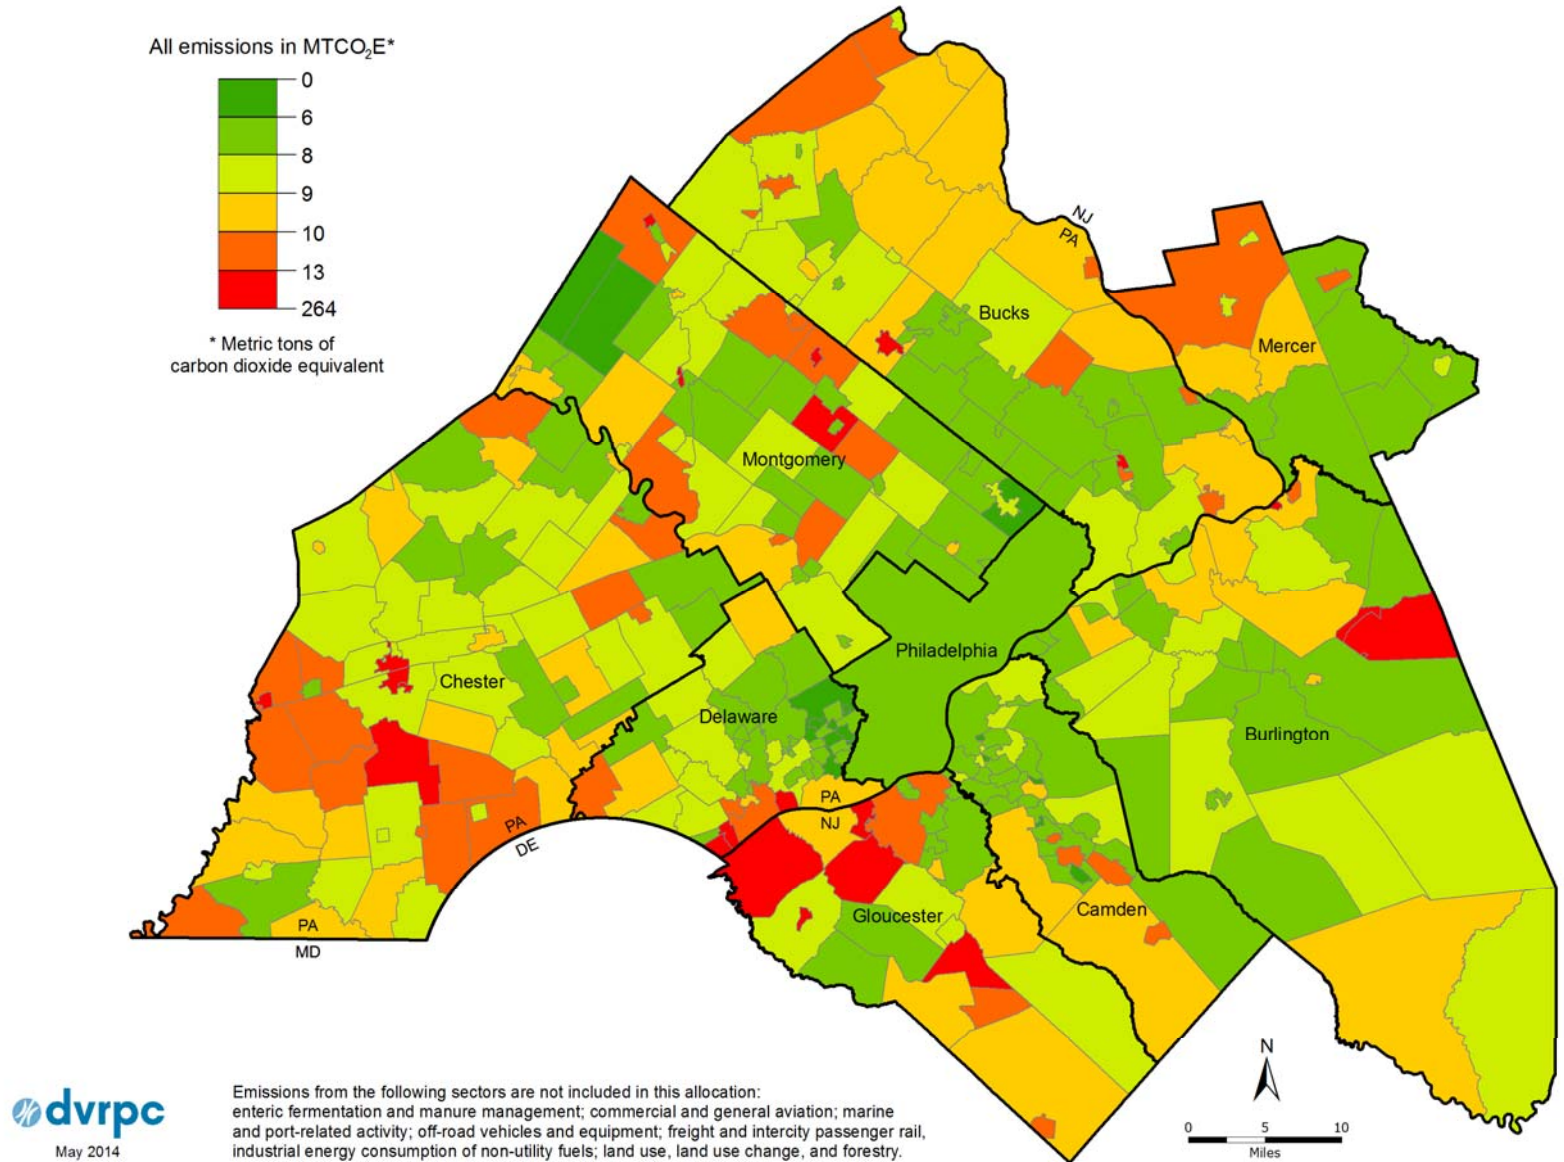 All emissions in MTCO₂E*
0
6
8
9
10
13
264
* Metric tons of
carbon dioxide equivalent
NJ
PA
Bucks
Mercer
Montgomery
Philadelphia
Chester
Delaware
Burlington
PA
NJ
PA
DE
Gloucester
Camden
PA
MD
N
0 5 10
Miles
dvrpc
May 2014
Emissions from the following sectors are not included in this allocation:
enteric fermentation and manure management; commercial and general aviation; marine
and port-related activity; off-road vehicles and equipment; freight and intercity passenger rail,
industrial energy consumption of non-utility fuels; land use, land use change, and forestry.